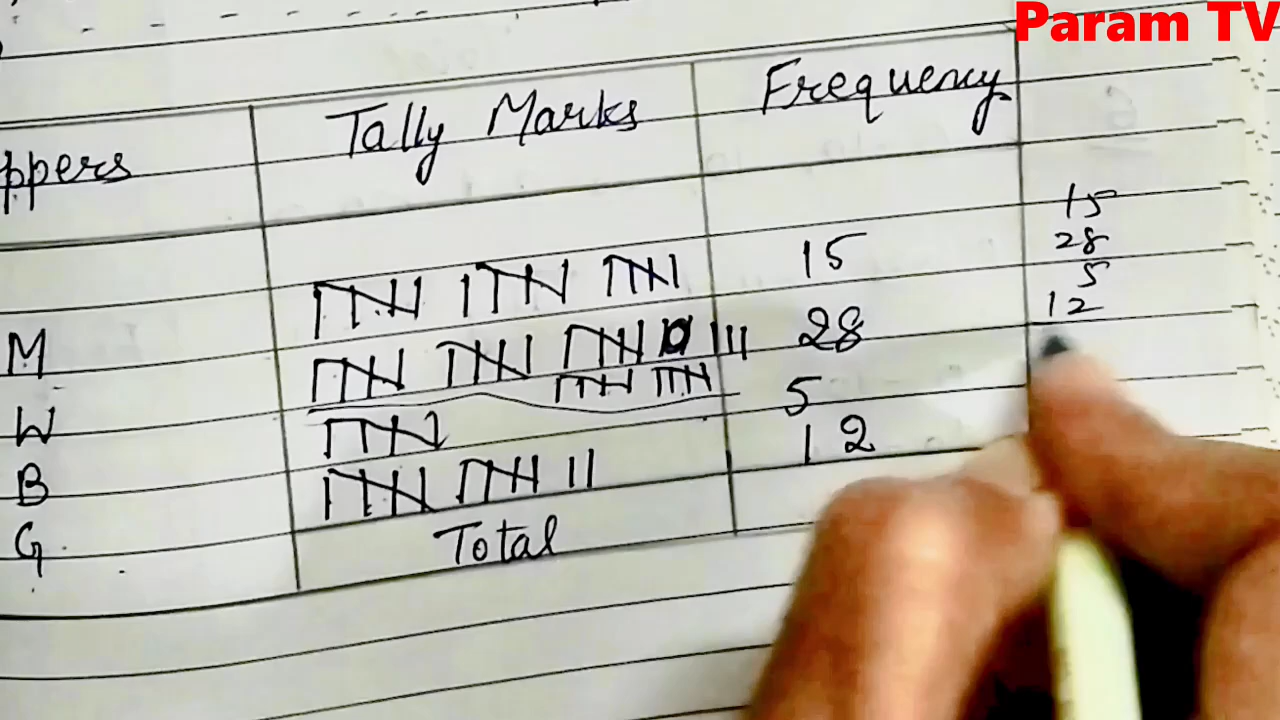 Param TV
ppers Tally Marks Frequency
M 15 15
W 28 28
B 5 5
G 12 12
Total